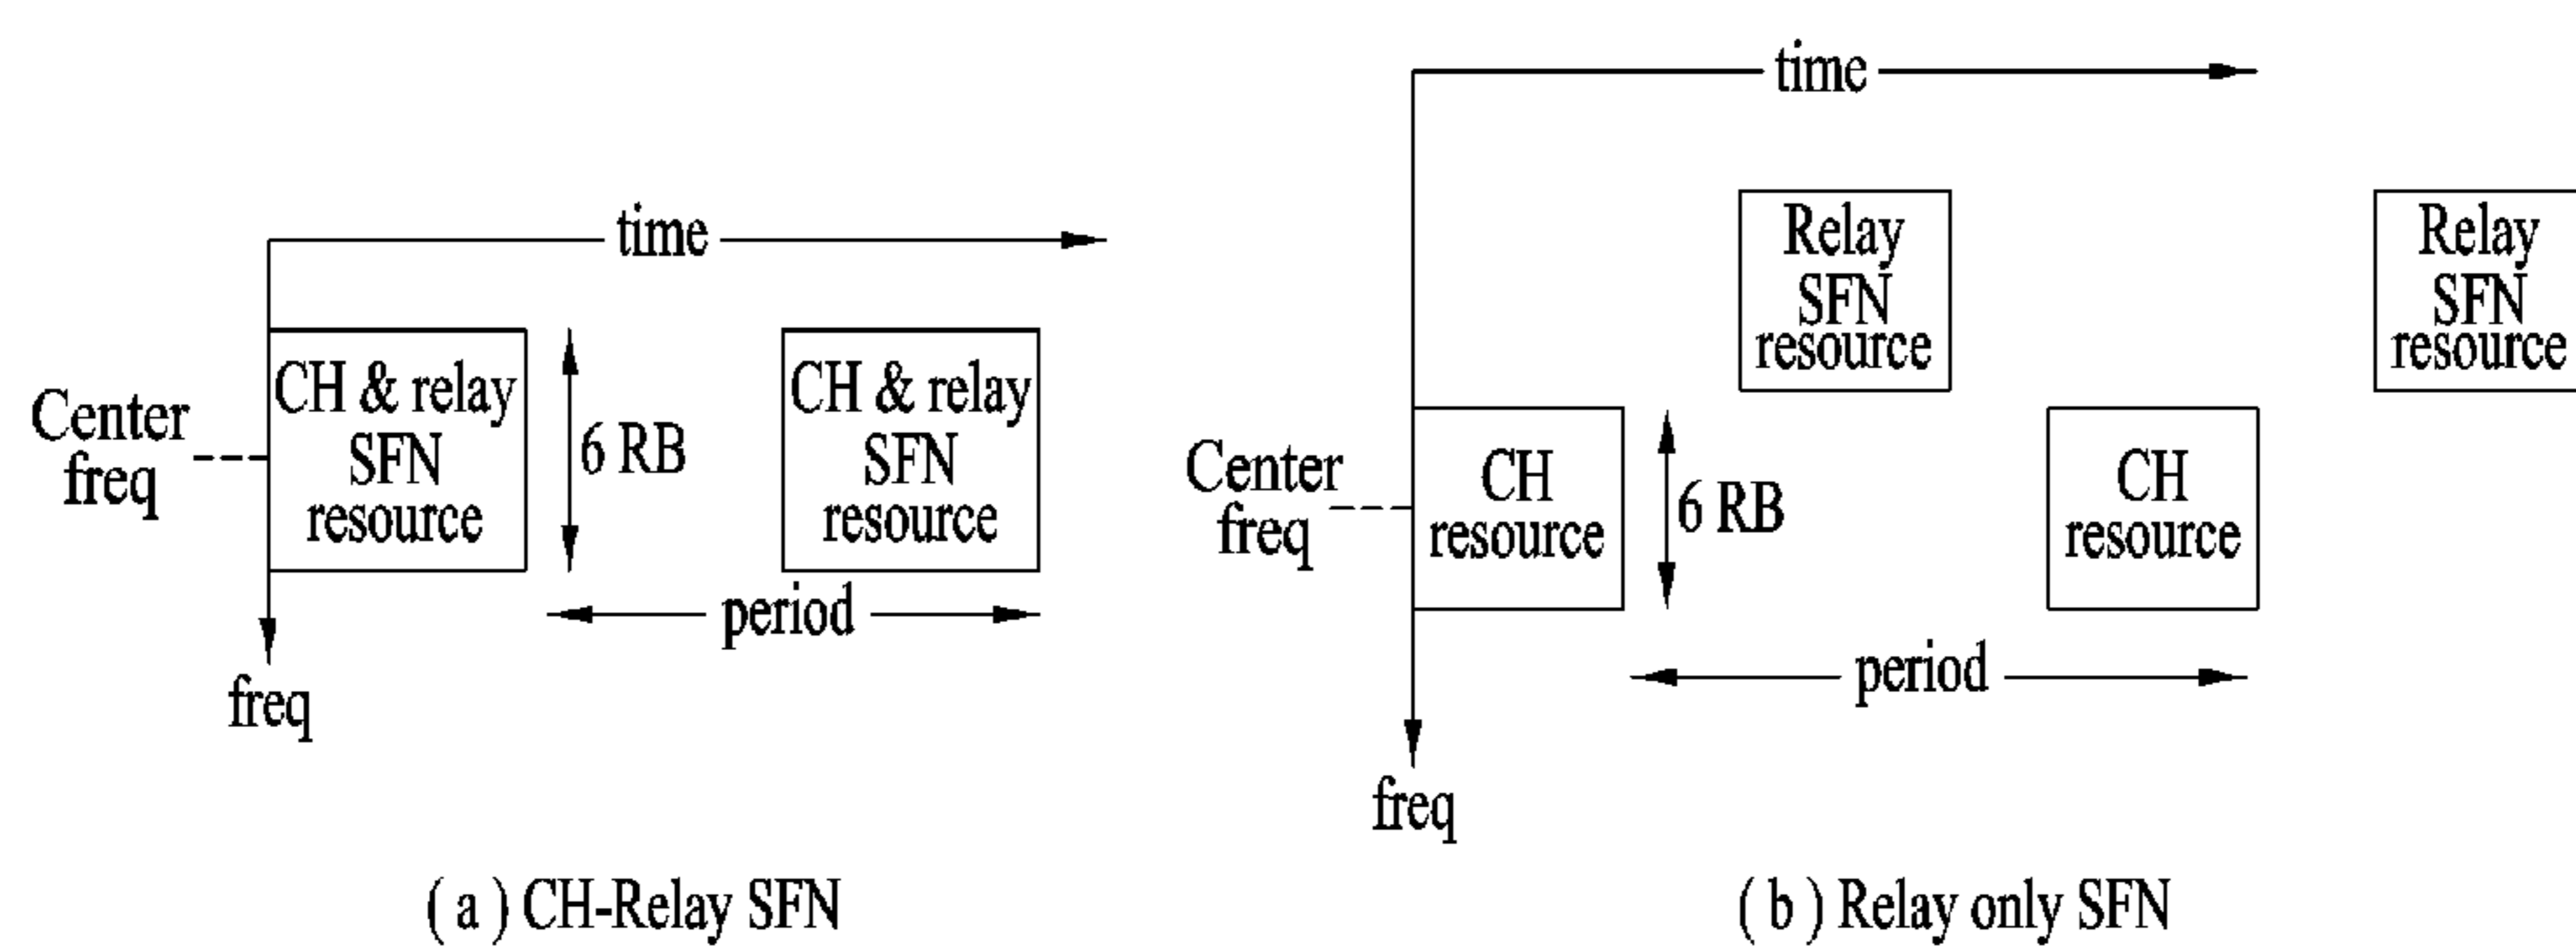 time
CH & relay
SFN
resource
CH & relay
SFN
resource
Center
freq
6 RB
period
freq
( a ) CH-Relay SFN
time
Relay
SFN
resource
Relay
SFN
resource
Center
freq
CH
resource
6 RB
CH
resource
period
freq
( b ) Relay only SFN